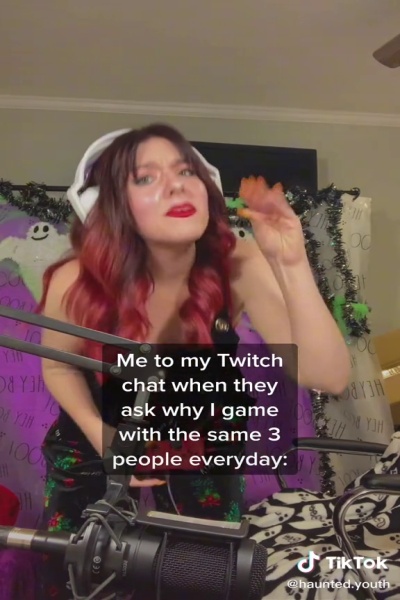 Me to my Twitch
chat when they
ask why I game
with the same 3
people everyday:
TikTok
@haunted.youth